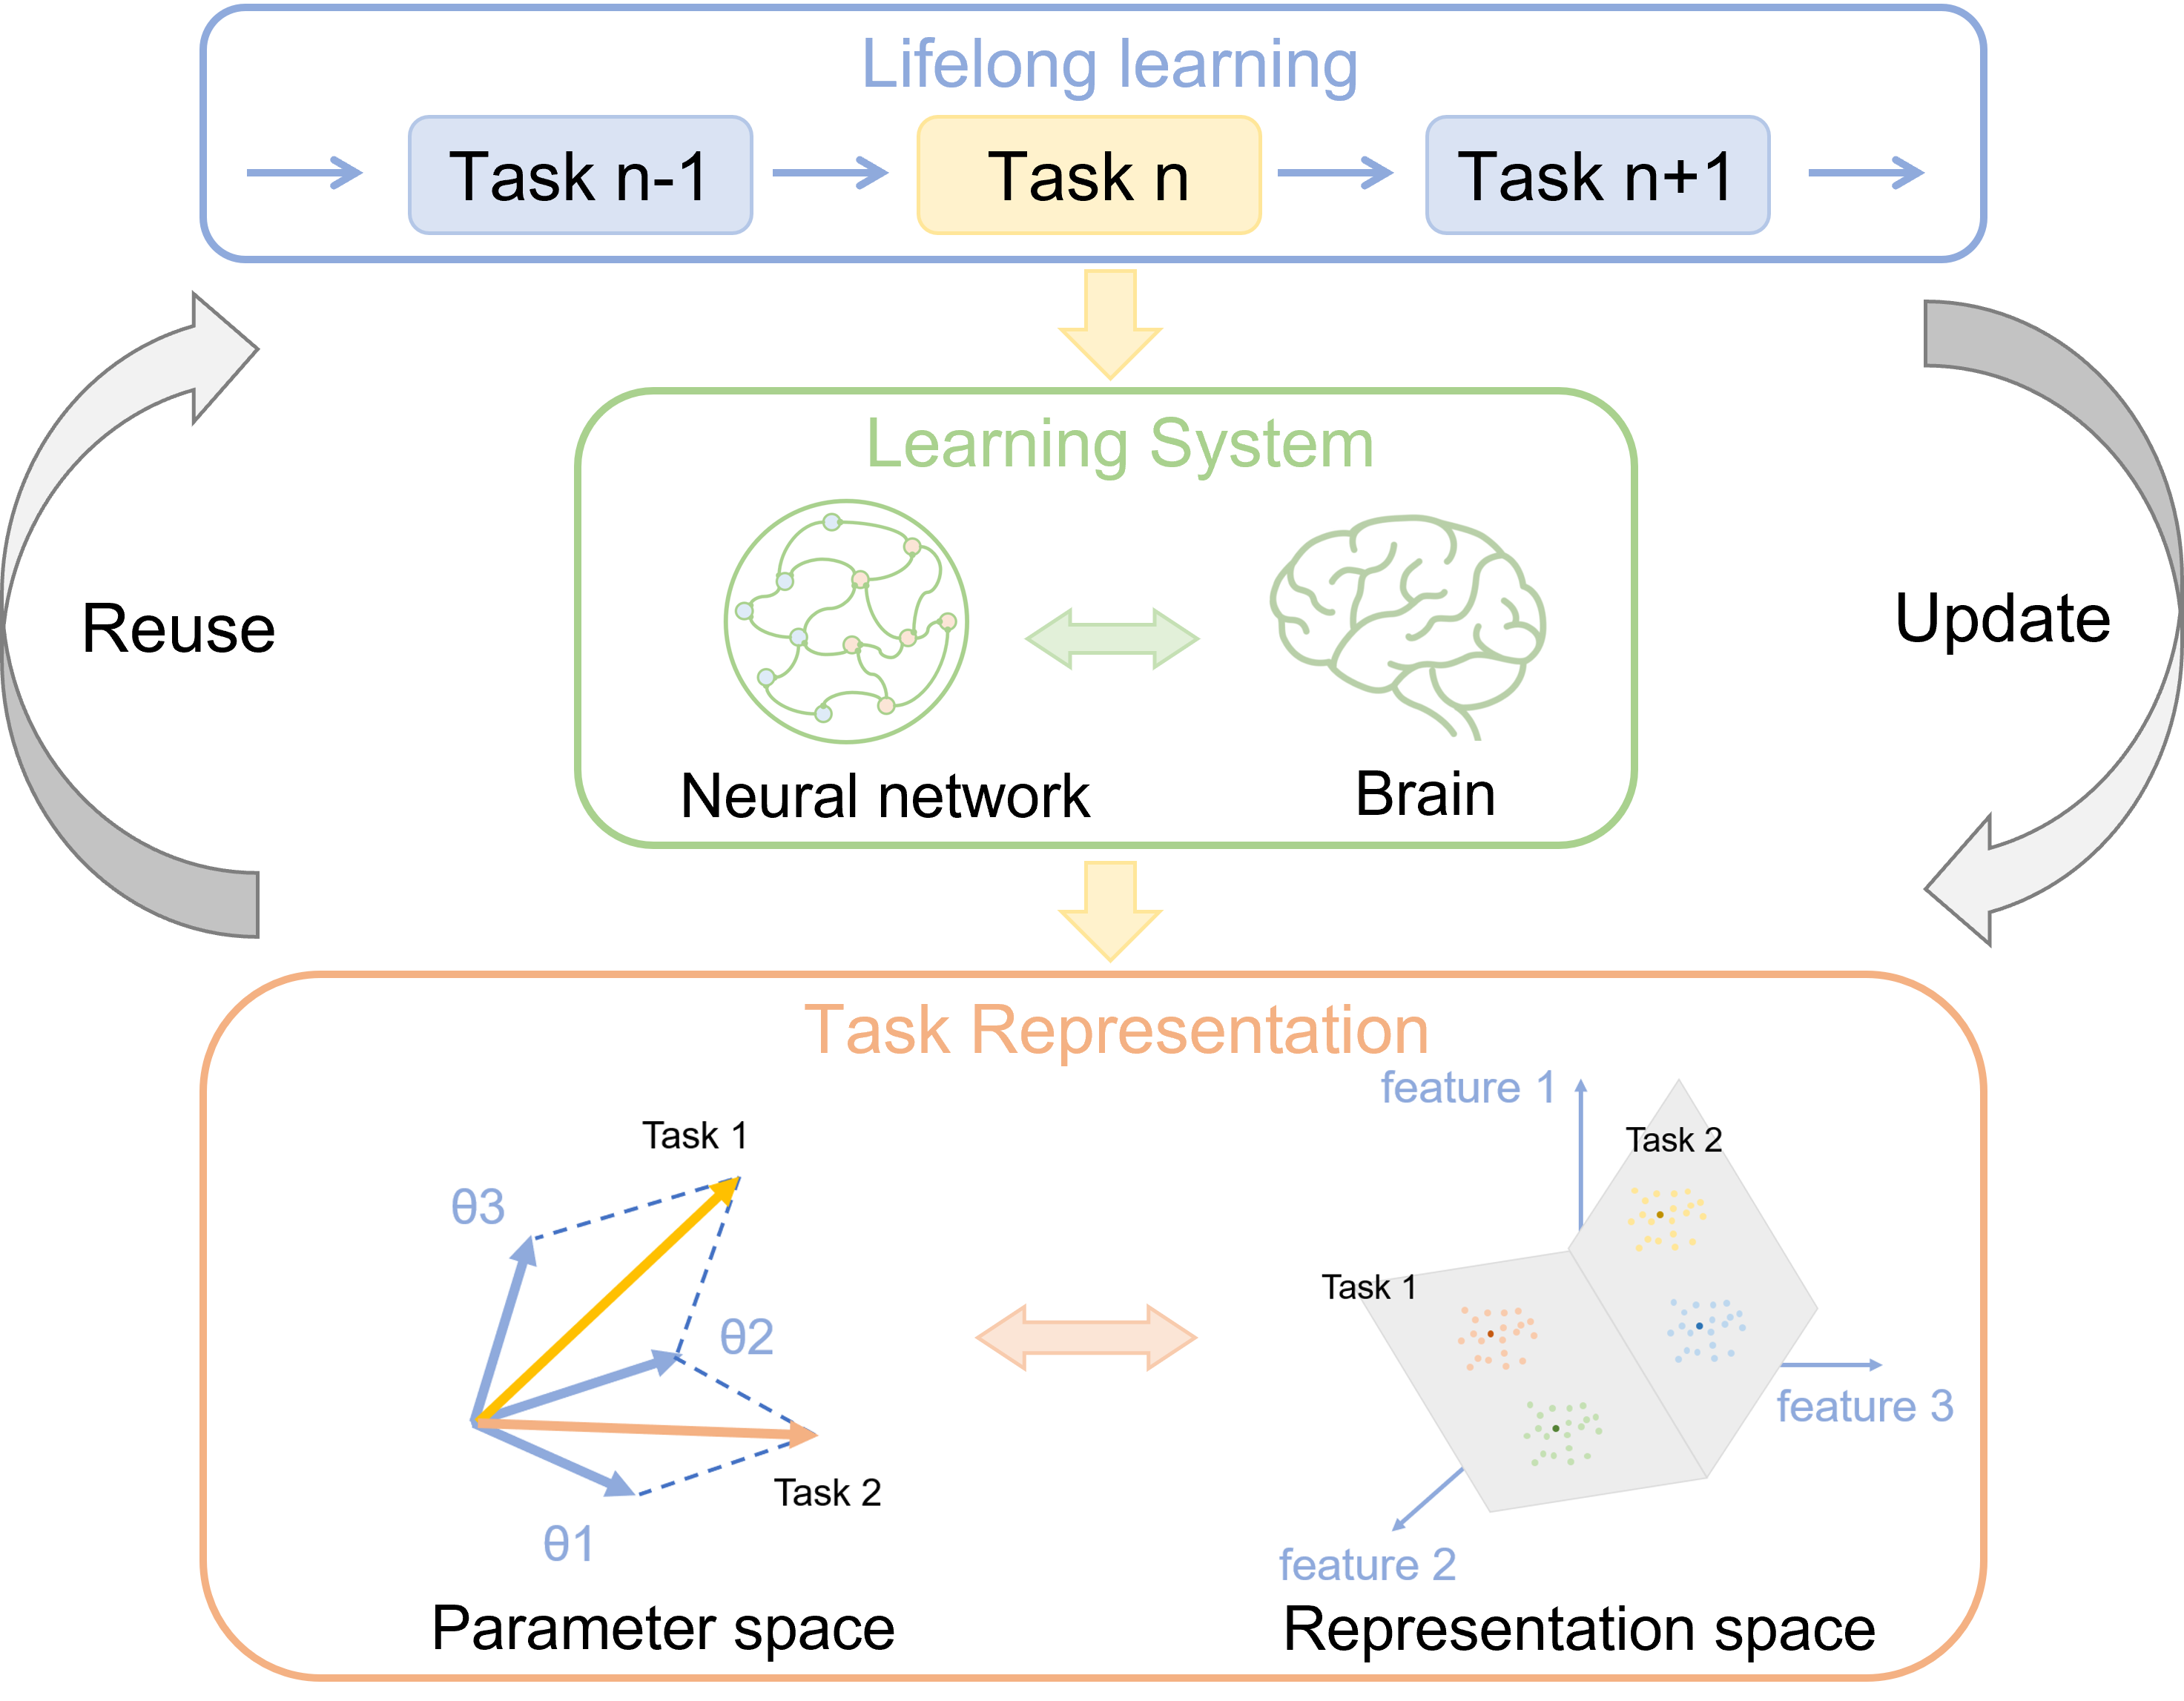 Lifelong learning
Task n-1
Task n
Task n+1
Learning System
Reuse
Update
Neural network
Brain
Task Representation
Task 1
θ3
θ2
Task 2
θ1
Parameter space
feature 1
Task 2
Task 1
feature 3
feature 2
Representation space